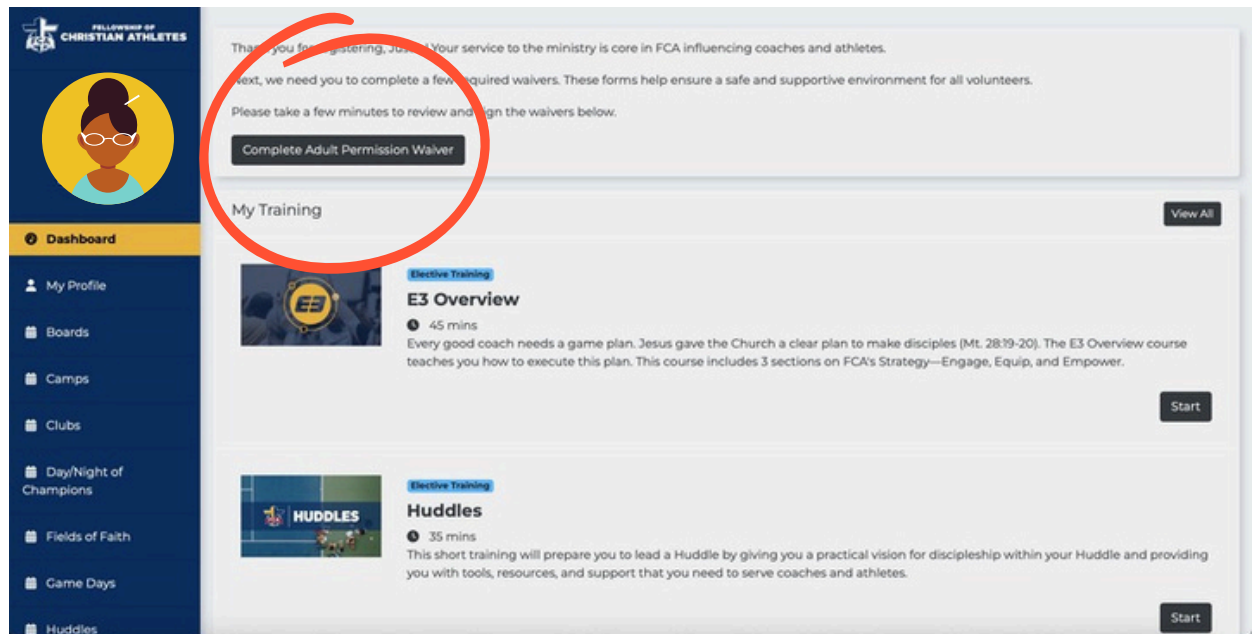 FELLOWSHIP OF
CHRISTIAN ATHLETES
Dashboard
My Profile
Boards
Camps
Clubs
Day/Night of
Champions
Fields of Faith
Game Days
Huddles
Thank you for registering, Your service to the ministry is core in FCA influencing coaches and athletes.
Next, we need you to complete a few required waivers. These forms help ensure a safe and supportive environment for all volunteers.
Please take a few minutes to review and sign the waivers below.
Complete Adult Permission Waiver
My Training
View All
E3
Elective Training
E3 Overview
45 mins
Every good coach needs a game plan. Jesus gave the Church a clear plan to make disciples (Mt. 28:19-20). The E3 Overview course
teaches you how to execute this plan. This course includes 3 sections on FCA's Strategy—Engage, Equip, and Empower.
Start
HUDDLES
Elective Training
Huddles
35 mins
This short training will prepare you to lead a Huddle by giving you a practical vision for discipleship within your Huddle and providing
you with tools, resources, and support that you need to serve coaches and athletes.
Start